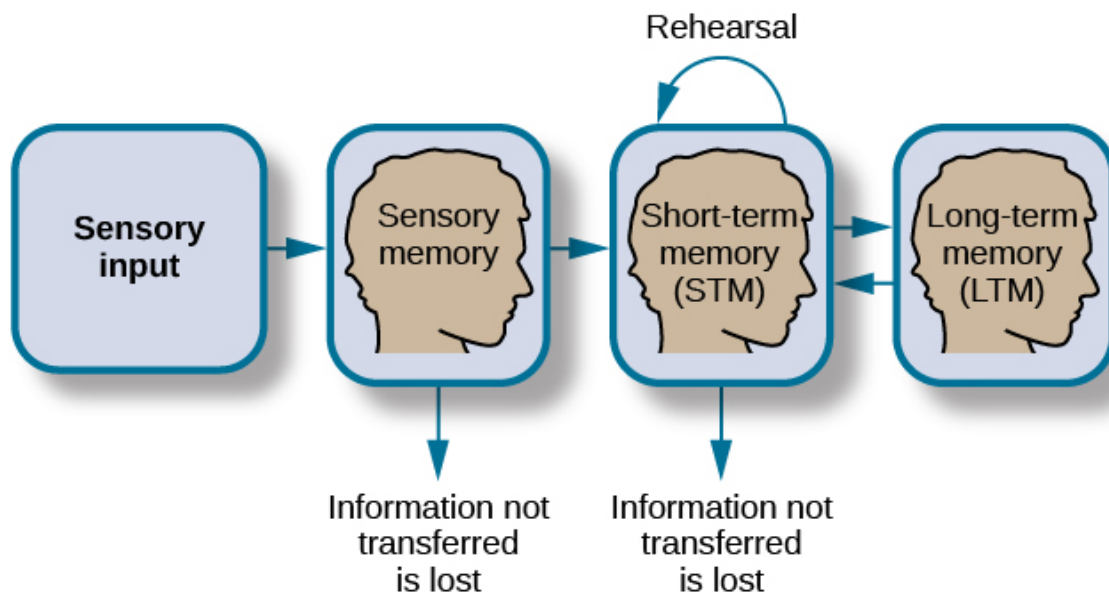 Rehearsal
Sensory
input
Sensory
memory
Short-term
memory
(STM)
Long-term
memory
(LTM)
Information not
transferred
is lost
Information not
transferred
is lost